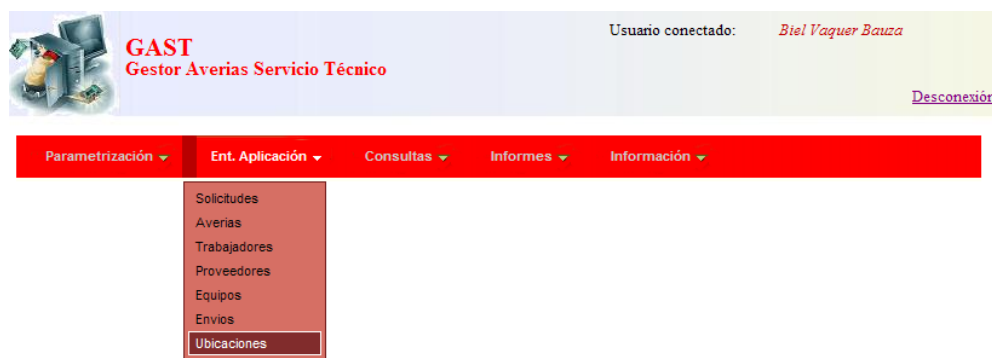 GAST
Gestor Averias Servicio Técnico
Usuario conectado: Biel Vaquer Bauza
Desconexión
Parametrización Ent. Aplicación Consultas Informes Información
Solicitudes
Averias
Trabajadores
Proveedores
Equipos
Envios
Ubicaciones